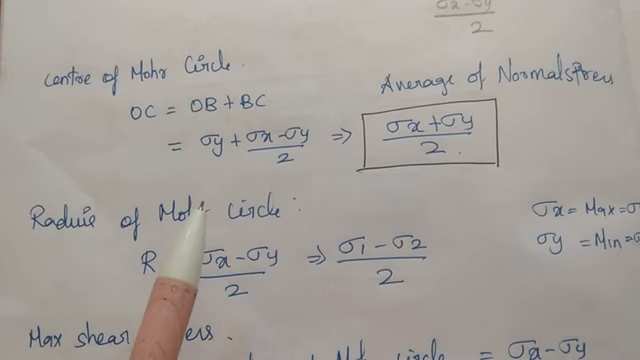 σx-σy
2
Centre of Mohr Circle.
Average of Normal stress
OC = OB + BC
= σy + σx-σy/2 ⇒ σx+σy/2.
Radius of Mohr Circle:
σx = Max = σ
R σx-σy/2 ⇒ σ1-σ2/2
σy = Min = σ
Max shear
circle = σx-σy